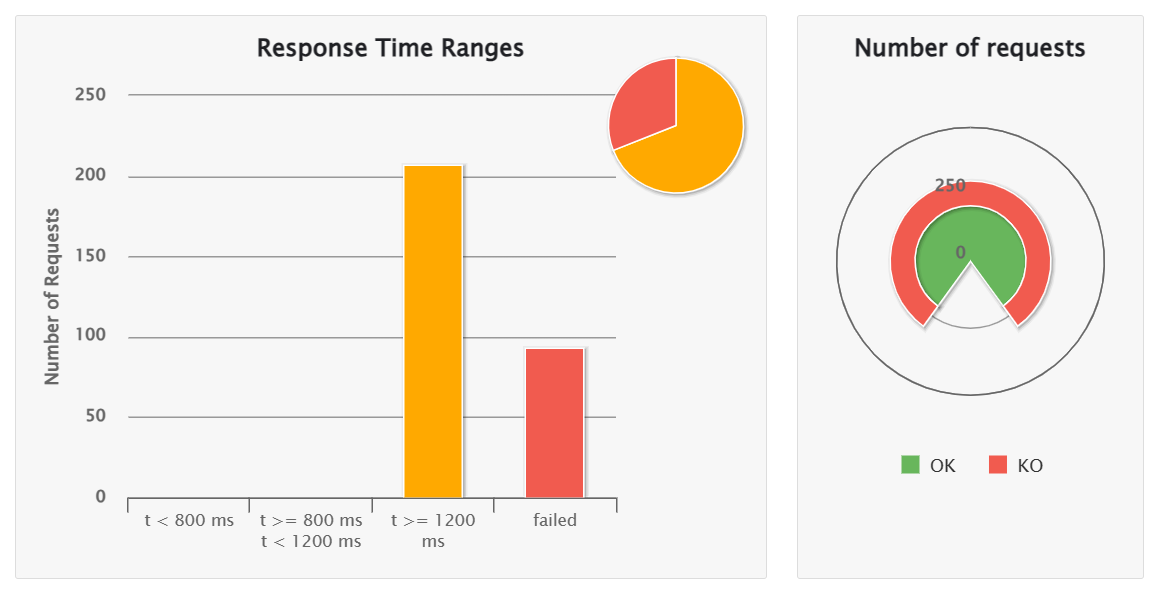 Response Time Ranges
250
200
150
100
50
0
Number of Requests
t < 800 ms
t >= 800 ms
t < 1200 ms
t >= 1200
ms
failed
Number of requests
250
0
OK
KO